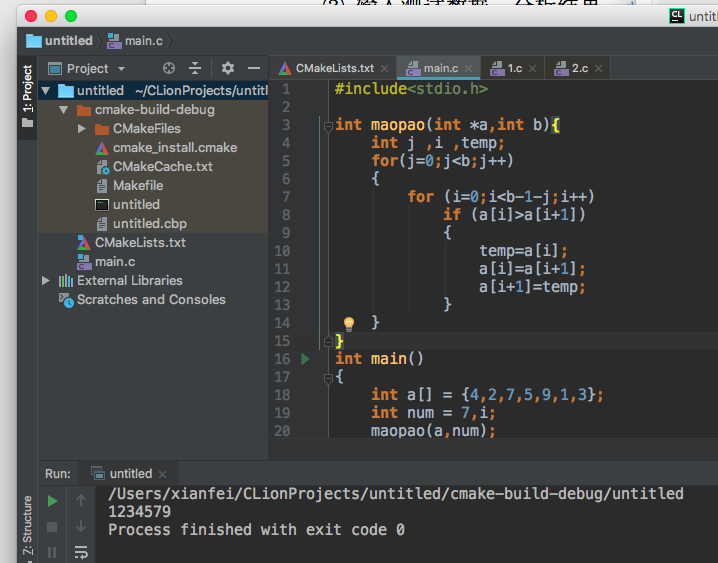 untitl
untitled
main.c
Project
CMakeLists.txt
main.c
1.c
2.c
1: Project
untitled ~/CLionProjects/untitl
cmake-build-debug
CMakeFiles
cmake_install.cmake
CMakeCache.txt
Makefile
untitled
untitled.cbp
CMakeLists.txt
main.c
External Libraries
Scratches and Consoles
1 #include<stdio.h>
2
3 int maopao(int *a,int b){
4 int j ,i ,temp;
5 for(j=0;j<b;j++)
6 {
7 for (i=0;i<b-1-j;i++)
8 if (a[i]>a[i+1])
9 {
10 temp=a[i];
11 a[i]=a[i+1];
12 a[i+1]=temp;
13 }
14 }
15 }
16 int main()
17 {
18 int a[] = {4,2,7,5,9,1,3};
19 int num = 7,i;
20 maopao(a,num);
Run: untitled
/Users/xianfei/CLionProjects/untitled/cmake-build-debug/untitled
1234579
Process finished with exit code 0
Z: Structure